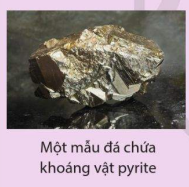 Một mẫu đá chứa
khoáng vật pyrite